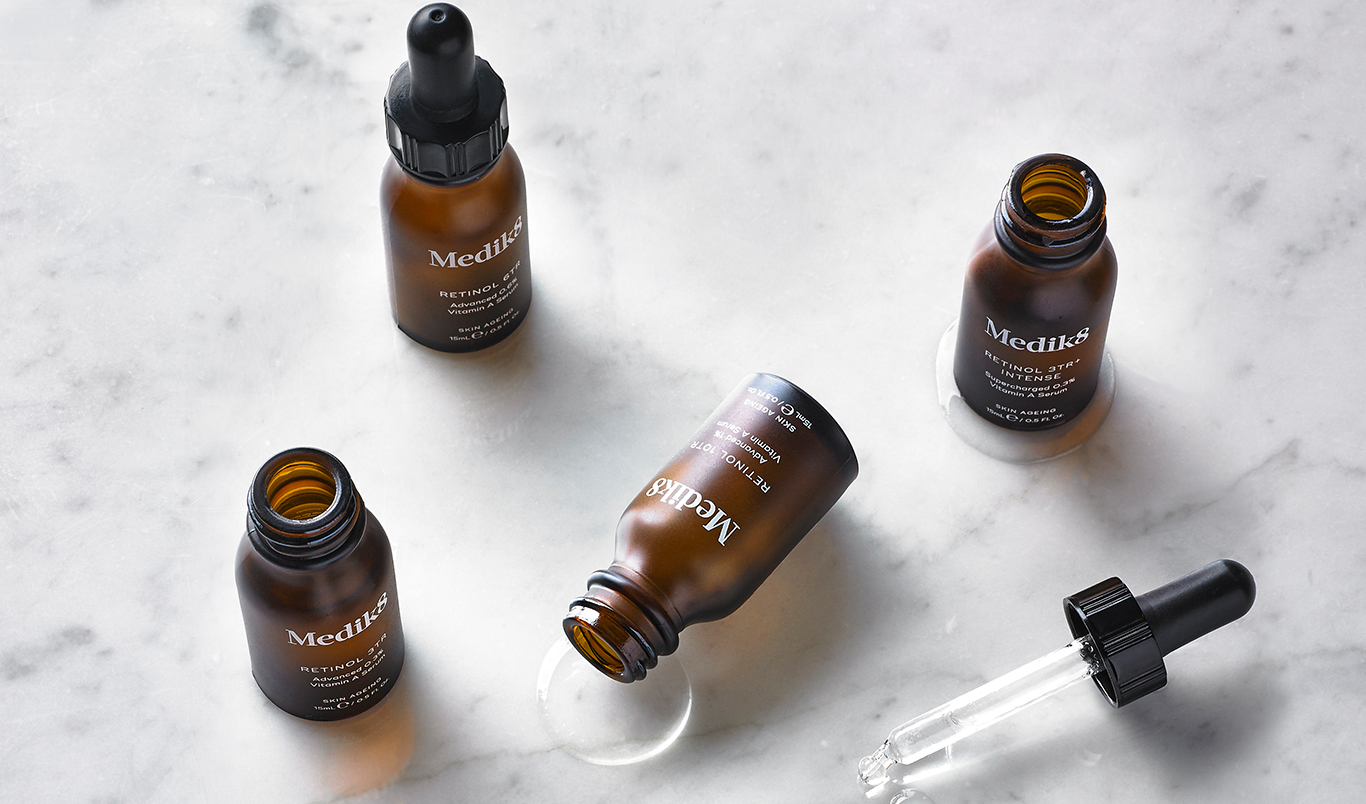 Medik8
RETINOL 6TR
Advanced 0.6%
Vitamin A Serum
SKIN AGEING
15mL ℮ / 0.5 Fl. Oz.
Medik8
RETINOL 3TR+
INTENSE
Supercharged 0.3%
Vitamin A Serum
SKIN AGEING
15mL ℮ / 0.5 Fl. Oz.
Medik8
RETINOL 10TR
Advanced 1%
Vitamin A Serum
SKIN AGEING
15mL ℮ / 0.5 Fl. Oz.
Medik8
RETINOL 3TR
Advanced 0.3%
Vitamin A Serum
SKIN AGEING
15mL ℮ / 0.5 Fl. Oz.